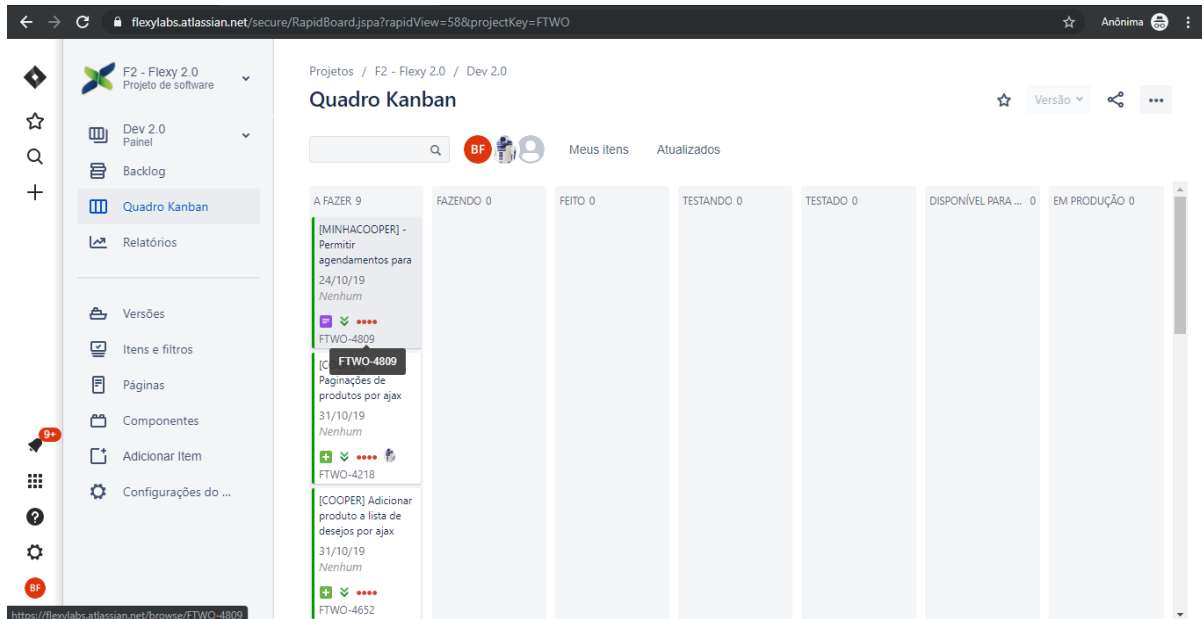 flexylabs.atlassian.net/secure/RapidBoard.jspa?rapidView=58&projectKey=FTWO
Anônima
F2 - Flexy 2.0
Projeto de software
Dev 2.0
Painel
Backlog
Quadro Kanban
Relatórios
Versões
Itens e filtros
Páginas
Componentes
Adicionar Item
Configurações do ...
9+
BF
Projetos / F2 - Flexy 2.0 / Dev 2.0
Quadro Kanban
Versão
BF
Meus itens
Atualizados
A FAZER 9
FAZENDO 0
FEITO 0
TESTANDO 0
TESTADO 0
DISPONÍVEL PARA ... 0
EM PRODUÇÃO 0
[MINHACOOPER] -
Permitir
agendamentos para
24/10/19
Nenhum
FTWO-4809
FTWO-4809
Paginações de
produtos por ajax
31/10/19
Nenhum
FTWO-4218
[COOPER] Adicionar
produto a lista de
desejos por ajax
31/10/19
Nenhum
FTWO-4652
https://flexylabs.atlassian.net/browse/FTWO-4809